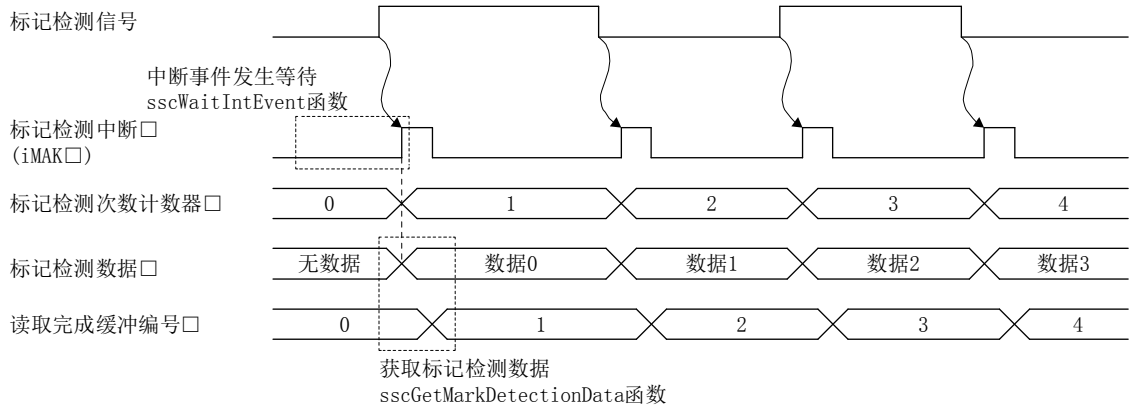 标记检测信号
中断事件发生等待
sscWaitIntEvent函数
标记检测中断□
(iMAK□)
标记检测次数计数器□ 0 1 2 3 4
标记检测数据□ 无数据 数据0 数据1 数据2 数据3
读取完成缓冲编号□ 0 1 2 3 4
获取标记检测数据
sscGetMarkDetectionData函数